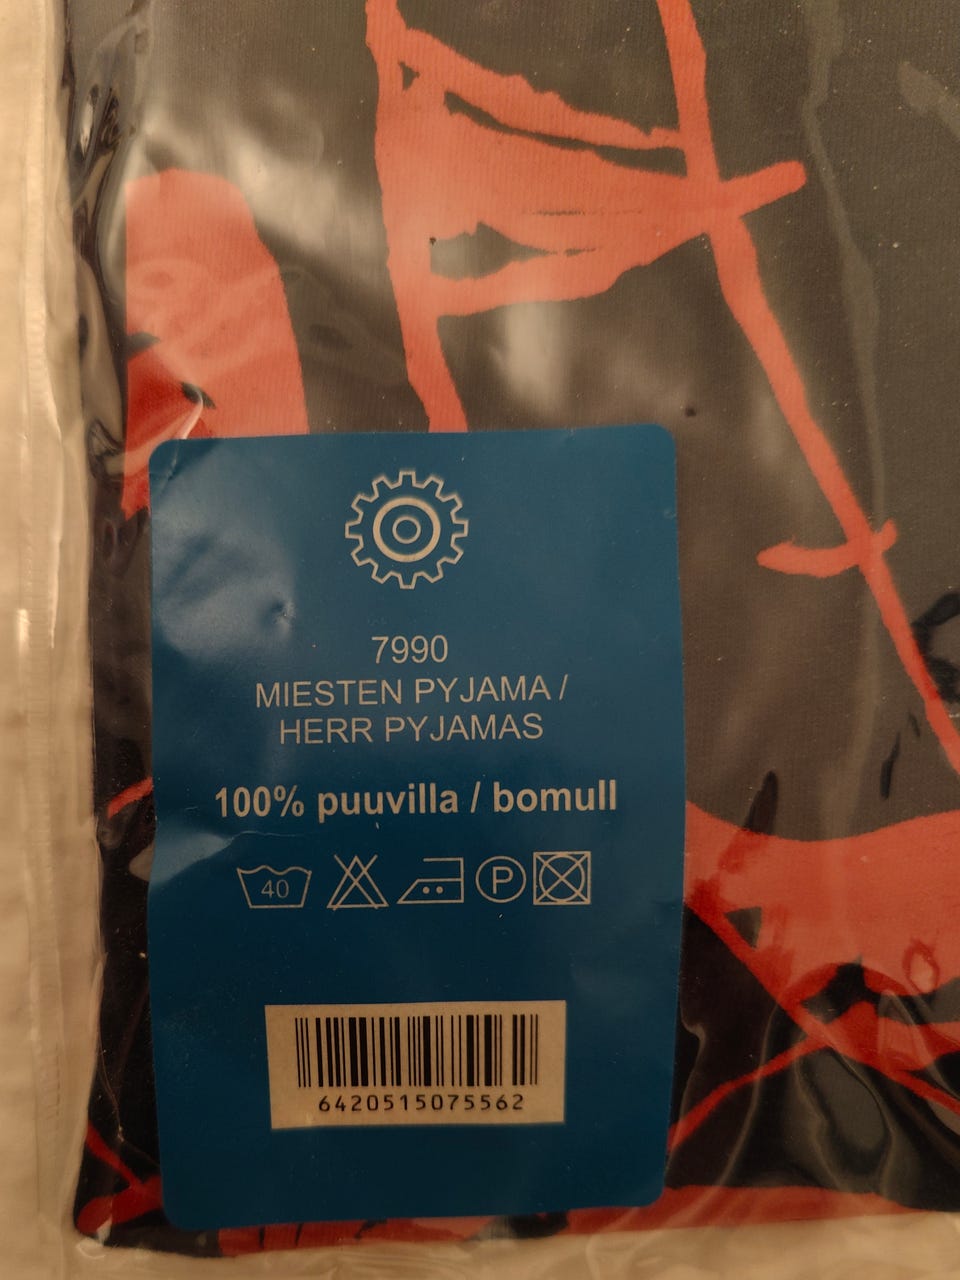 7990
MIESTEN PYJAMA /
HERR PYJAMAS
100% puuvilla / bomull
40 P
6420515075562